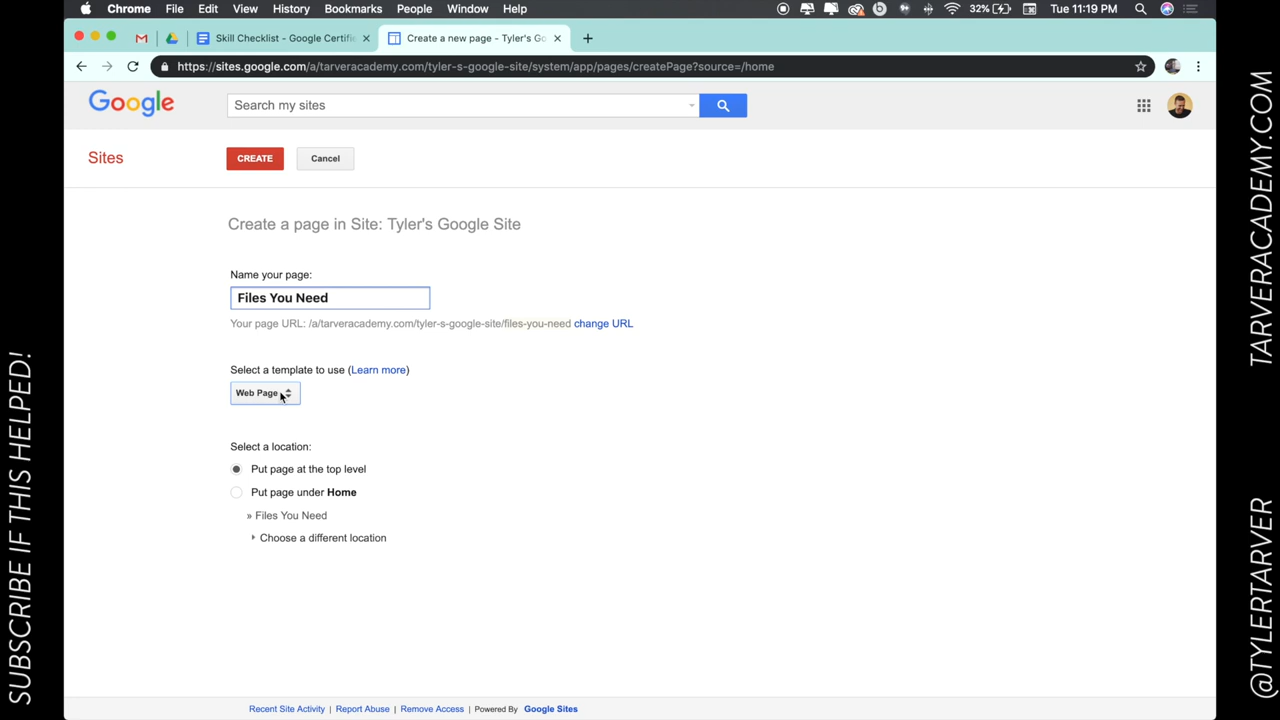 Chrome File Edit View History Bookmarks People Window Help 32% Tue 11:19 PM
Skill Checklist - Google Certifi
Create a new page - Tyler's Go
https://sites.google.com/a/tarveracademy.com/tyler-s-google-site/system/app/pages/createPage?source=/home
Google
Search my sites
Sites
CREATE
Cancel
Create a page in Site: Tyler's Google Site
Name your page:
Files You Need
Your page URL: /a/tarveracademy.com/tyler-s-google-site/files-you-need change URL
Select a template to use (Learn more)
Web Page
Select a location:
Put page at the top level
Put page under Home
» Files You Need
Choose a different location
Recent Site Activity | Report Abuse | Remove Access | Powered By Google Sites
SUBSCRIBE IF THIS HELPED!
TARVERACADEMY.COM
@TYLERTARVER